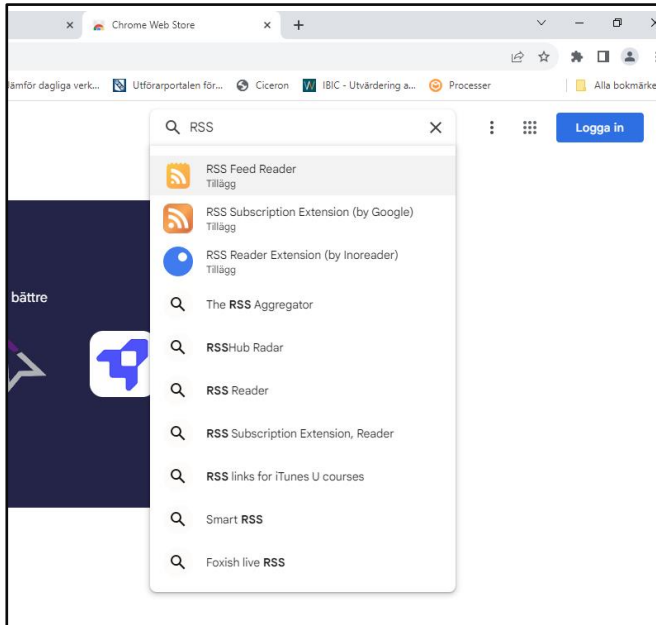 Chrome Web Store
Jämför dagliga verk... Utförarportalen för... Ciceron IBIC - Utvärdering a... Processer Alla bokmärke
RSS Logga in
RSS Feed Reader
Tillägg
RSS Subscription Extension (by Google)
Tillägg
RSS Reader Extension (by Inoreader)
Tillägg
bättre
The RSS Aggregator
RSSHub Radar
RSS Reader
RSS Subscription Extension, Reader
RSS links for iTunes U courses
Smart RSS
Foxish live RSS